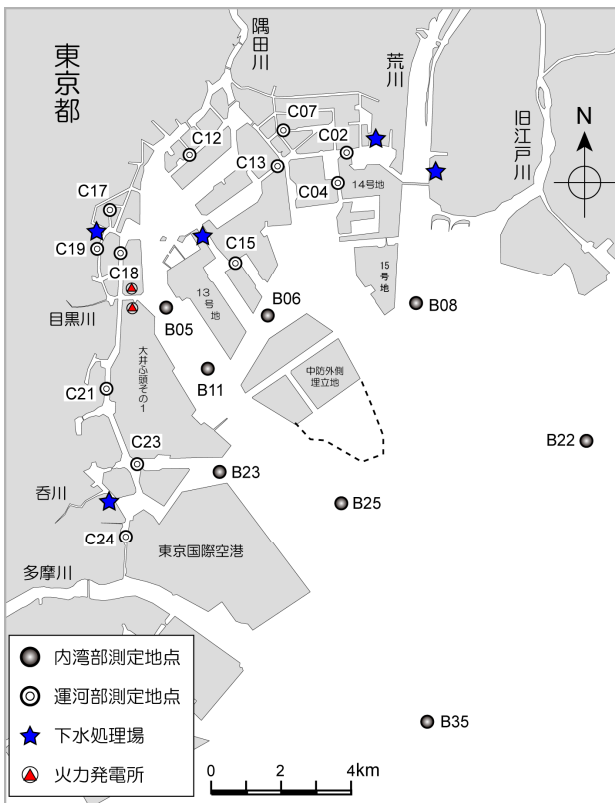 隅田川
荒川
旧江戸川
東京都
N
C07
C12
C02
C13
C04
14号地
C17
C19
C15
C18
15号地
13号地
B06
B08
目黒川
B05
大井ふ頭その1
中防外側
埋立地
B11
C21
B22
C23
B23
呑川
B25
C24
東京国際空港
多摩川
内湾部測定地点
運河部測定地点
下水処理場
火力発電所
B35
0 2 4km